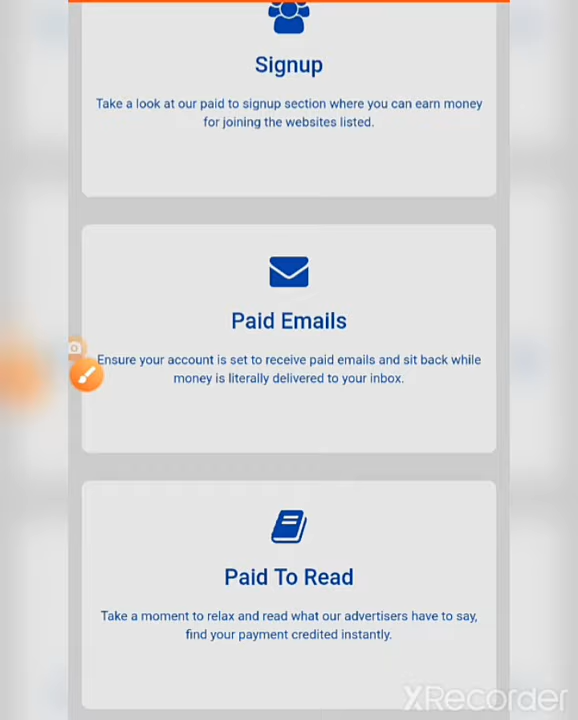 Signup
Take a look at our paid to signup section where you can earn money
for joining the websites listed.
Paid Emails
Ensure your account is set to receive paid emails and sit back while
money is literally delivered to your inbox.
Paid To Read
Take a moment to relax and read what our advertisers have to say,
find your payment credited instantly.
XRecorder